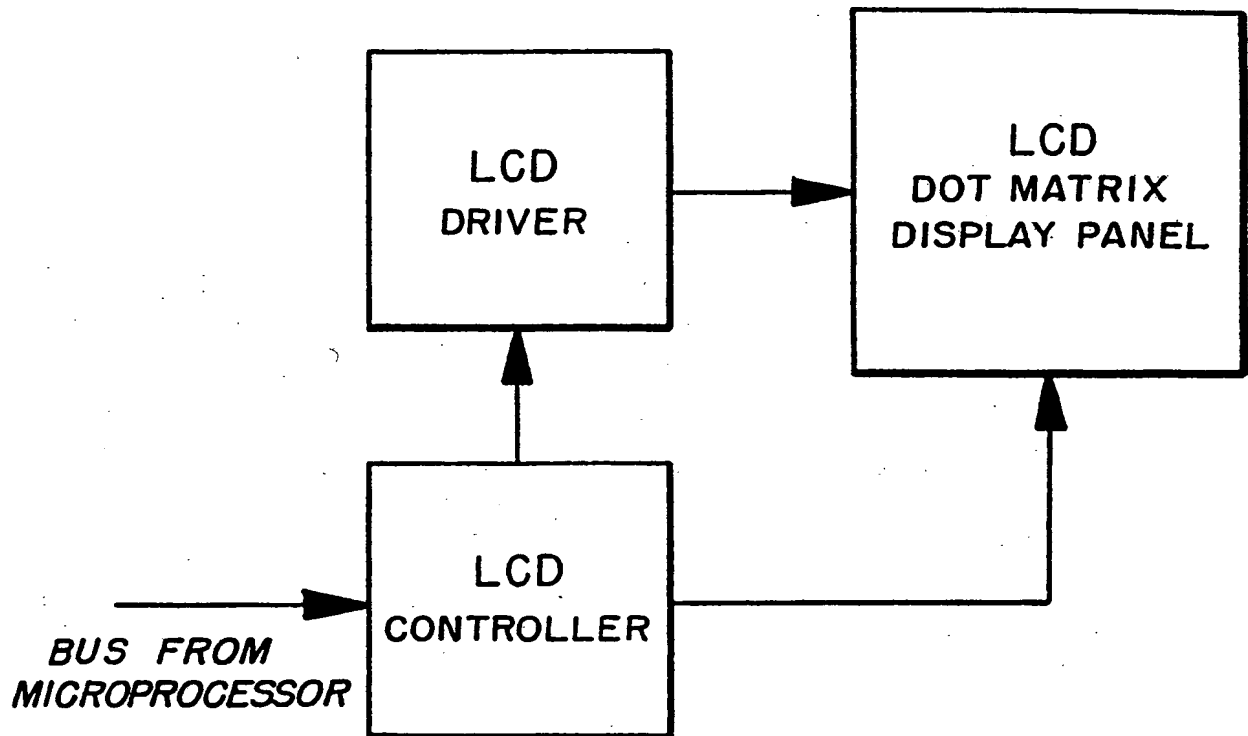 LCD
DRIVER
LCD
DOT MATRIX
DISPLAY PANEL
LCD
CONTROLLER
BUS FROM
MICROPROCESSOR